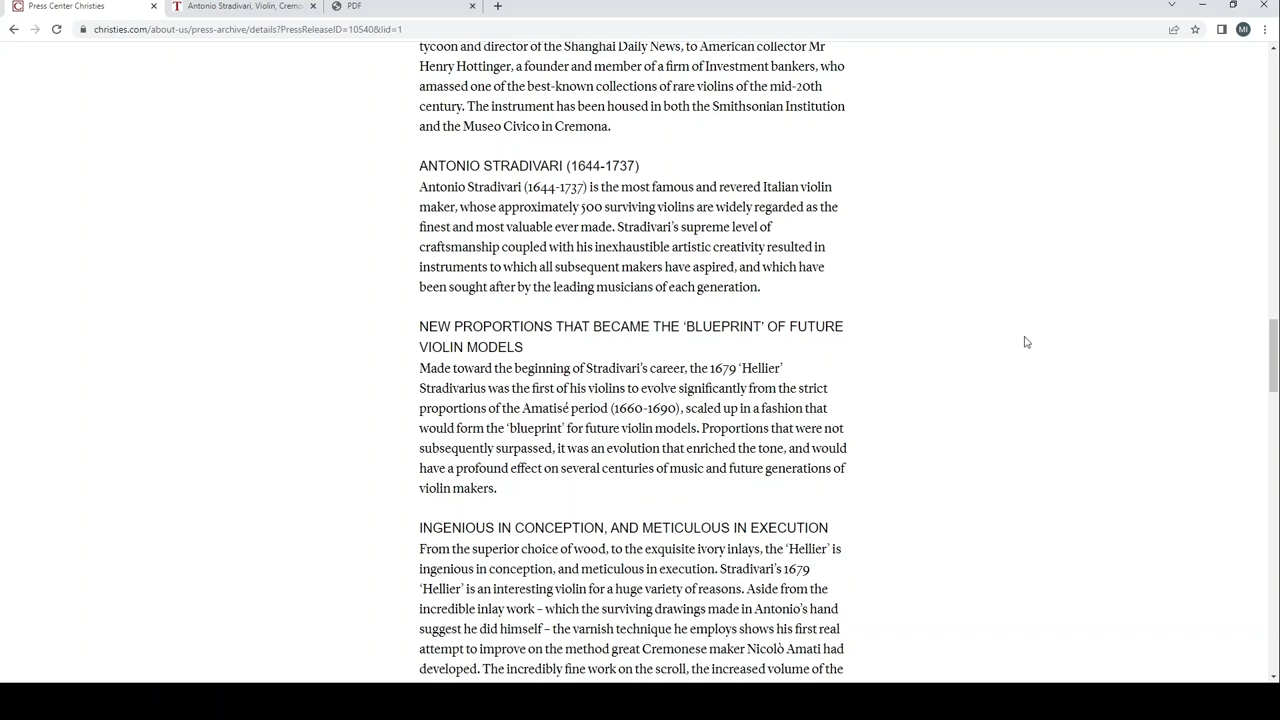 Press Center Christies
Antonio Stradivari, Violin, Cremo
PDF
christies.com/about-us/press-archive/details?PressReleaseID=10540&lid=1
MI
tycoon and director of the Shanghai Daily News, to American collector Mr
Henry Hottinger, a founder and member of a firm of Investment bankers, who
amassed one of the best-known collections of rare violins of the mid-20th
century. The instrument has been housed in both the Smithsonian Institution
and the Museo Civico in Cremona.
ANTONIO STRADIVARI (1644-1737)
Antonio Stradivari (1644-1737) is the most famous and revered Italian violin
maker, whose approximately 500 surviving violins are widely regarded as the
finest and most valuable ever made. Stradivari’s supreme level of
craftsmanship coupled with his inexhaustible artistic creativity resulted in
instruments to which all subsequent makers have aspired, and which have
been sought after by the leading musicians of each generation.
NEW PROPORTIONS THAT BECAME THE ‘BLUEPRINT’ OF FUTURE
VIOLIN MODELS
Made toward the beginning of Stradivari’s career, the 1679 ‘Hellier’
Stradivarius was the first of his violins to evolve significantly from the strict
proportions of the Amatisé period (1660-1690), scaled up in a fashion that
would form the ‘blueprint’ for future violin models. Proportions that were not
subsequently surpassed, it was an evolution that enriched the tone, and would
have a profound effect on several centuries of music and future generations of
violin makers.
INGENIOUS IN CONCEPTION, AND METICULOUS IN EXECUTION
From the superior choice of wood, to the exquisite ivory inlays, the ‘Hellier’ is
ingenious in conception, and meticulous in execution. Stradivari’s 1679
‘Hellier’ is an interesting violin for a huge variety of reasons. Aside from the
incredible inlay work – which the surviving drawings made in Antonio’s hand
suggest he did himself – the varnish technique he employs shows his first real
attempt to improve on the method great Cremonese maker Nicolò Amati had
developed. The incredibly fine work on the scroll, the increased volume of the